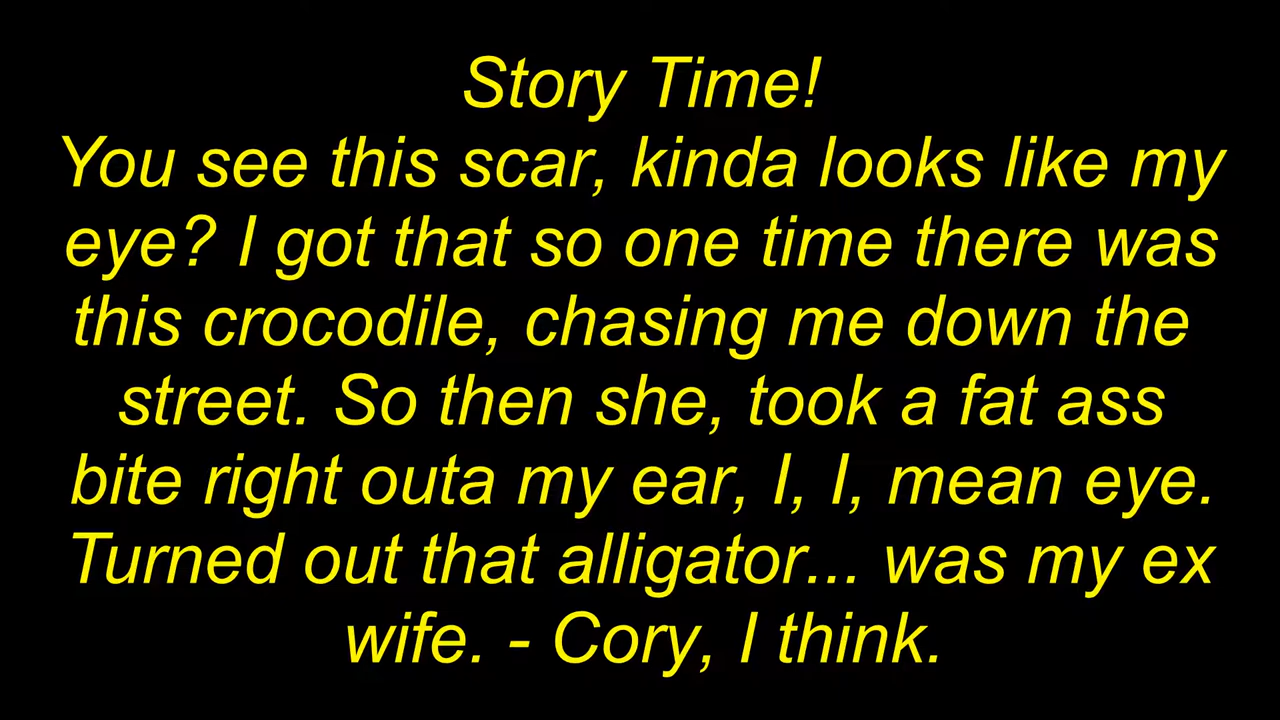 Story Time!
You see this scar, kinda looks like my
eye? I got that so one time there was
this crocodile, chasing me down the
street. So then she, took a fat ass
bite right outa my ear, I, I, mean eye.
Turned out that alligator... was my ex
wife. - Cory, I think.